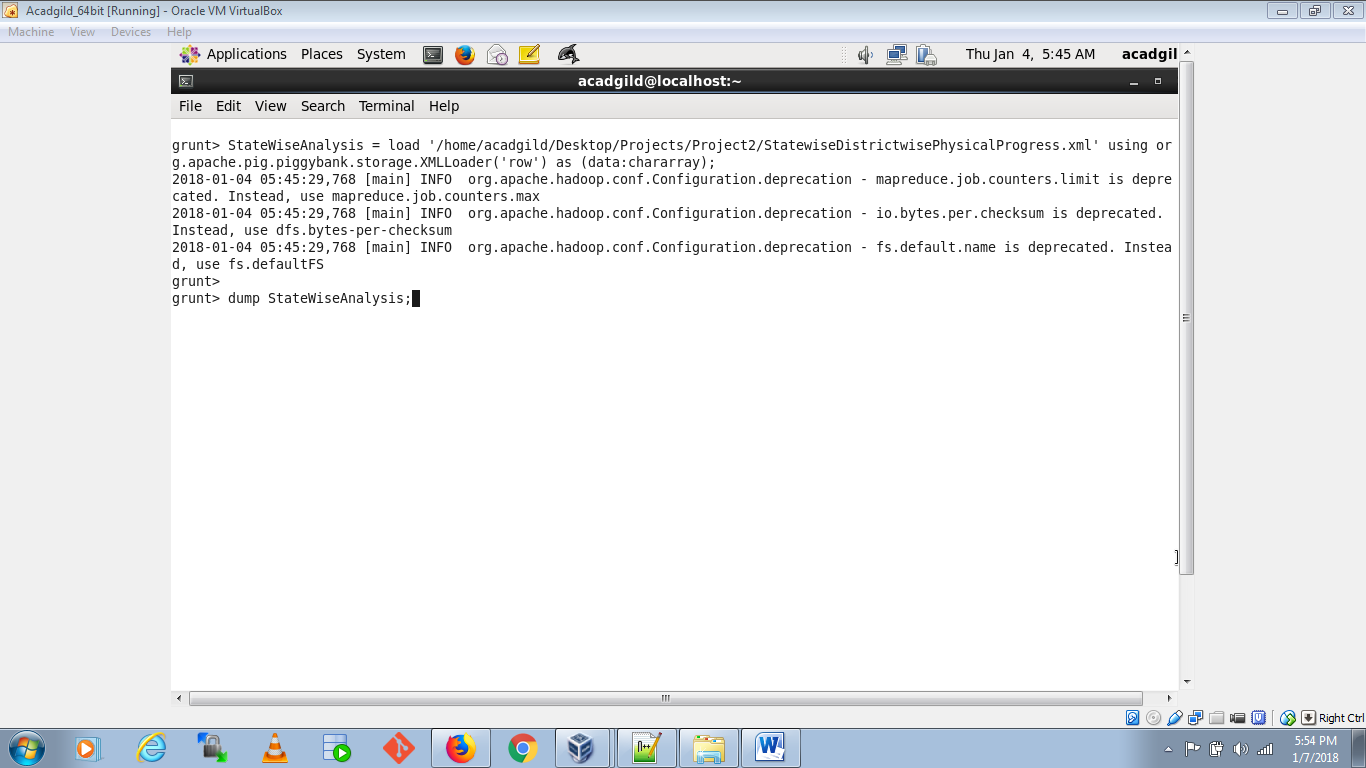 Acadgild_64bit [Running] - Oracle VM VirtualBox
Machine View Devices Help
Applications Places System Thu Jan 4, 5:45 AM acadgil
acadgild@localhost:~
File Edit View Search Terminal Help
grunt> StateWiseAnalysis = load '/home/acadgild/Desktop/Projects/Project2/StatewiseDistrictwisePhysicalProgress.xml' using or
g.apache.pig.piggybank.storage.XMLLoader('row') as (data:chararray);
2018-01-04 05:45:29,768 [main] INFO  org.apache.hadoop.conf.Configuration.deprecation - mapreduce.job.counters.limit is depre
cated. Instead, use mapreduce.job.counters.max
2018-01-04 05:45:29,768 [main] INFO  org.apache.hadoop.conf.Configuration.deprecation - io.bytes.per.checksum is deprecated.
Instead, use dfs.bytes-per-checksum
2018-01-04 05:45:29,768 [main] INFO  org.apache.hadoop.conf.Configuration.deprecation - fs.default.name is deprecated. Instea
d, use fs.defaultFS
grunt>
grunt> dump StateWiseAnalysis;
Right Ctrl
5:54 PM
1/7/2018